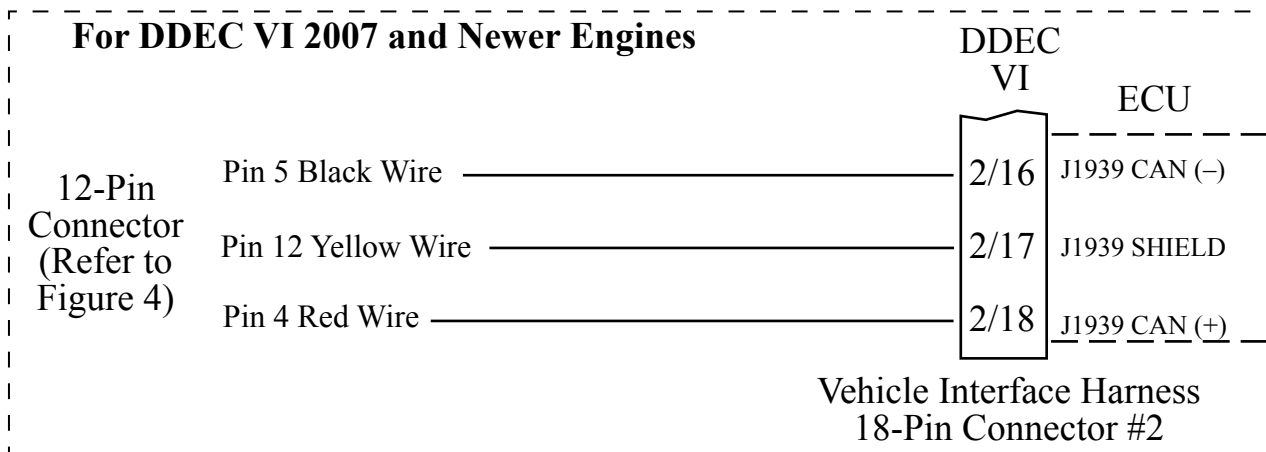 For DDEC VI 2007 and Newer Engines
DDEC
VI
ECU
12-Pin
Connector
(Refer to
Figure 4)
Pin 5 Black Wire
2/16
J1939 CAN (–)
Pin 12 Yellow Wire
2/17
J1939 SHIELD
Pin 4 Red Wire
2/18
J1939 CAN (+)
Vehicle Interface Harness
18-Pin Connector #2